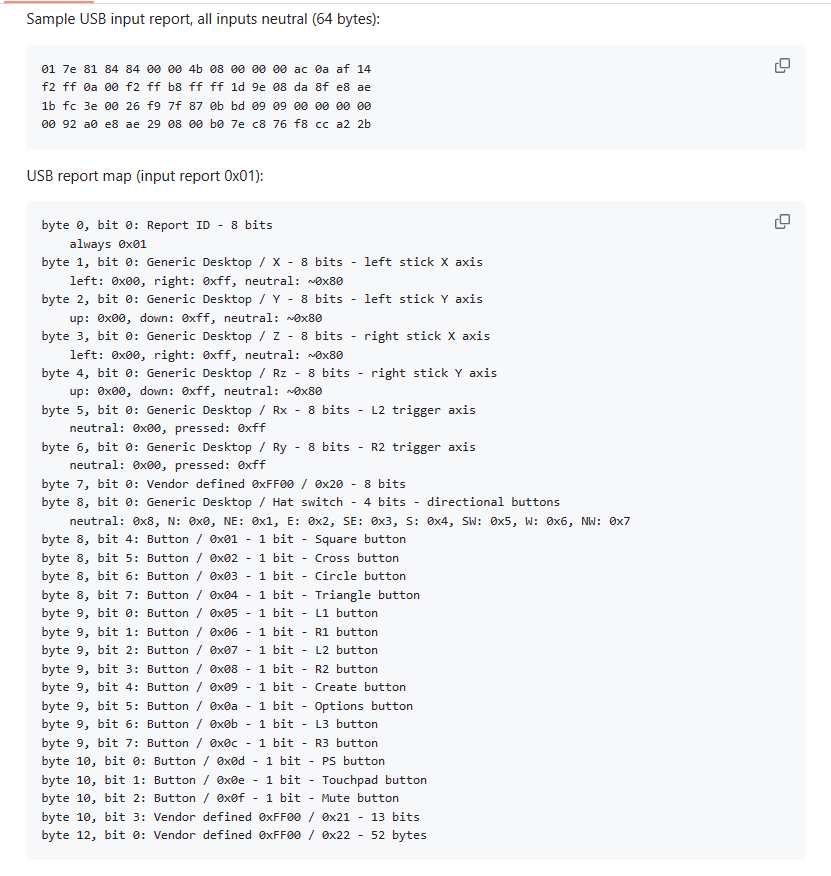 Sample USB input report, all inputs neutral (64 bytes):
01 7e 81 84 84 00 00 4b 08 00 00 00 ac 0a af 14
f2 ff 0a 00 f2 ff b8 ff ff 1d 9e 08 da 8f e8 ae
1b fc 3e 00 26 f9 7f 87 0b bd 09 09 00 00 00 00
00 92 a0 e8 ae 29 08 00 b0 7e c8 76 f8 cc a2 2b
USB report map (input report 0x01):
byte 0, bit 0: Report ID - 8 bits
always 0x01
byte 1, bit 0: Generic Desktop / X - 8 bits - left stick X axis
left: 0x00, right: 0xff, neutral: ~0x80
byte 2, bit 0: Generic Desktop / Y - 8 bits - left stick Y axis
up: 0x00, down: 0xff, neutral: ~0x80
byte 3, bit 0: Generic Desktop / Z - 8 bits - right stick X axis
left: 0x00, right: 0xff, neutral: ~0x80
byte 4, bit 0: Generic Desktop / Rz - 8 bits - right stick Y axis
up: 0x00, down: 0xff, neutral: ~0x80
byte 5, bit 0: Generic Desktop / Rx - 8 bits - L2 trigger axis
neutral: 0x00, pressed: 0xff
byte 6, bit 0: Generic Desktop / Ry - 8 bits - R2 trigger axis
neutral: 0x00, pressed: 0xff
byte 7, bit 0: Vendor defined 0xFF00 / 0x20 - 8 bits
byte 8, bit 0: Generic Desktop / Hat switch - 4 bits - directional buttons
neutral: 0x8, N: 0x0, NE: 0x1, E: 0x2, SE: 0x3, S: 0x4, SW: 0x5, W: 0x6, NW: 0x7
byte 8, bit 4: Button / 0x01 - 1 bit - Square button
byte 8, bit 5: Button / 0x02 - 1 bit - Cross button
byte 8, bit 6: Button / 0x03 - 1 bit - Circle button
byte 8, bit 7: Button / 0x04 - 1 bit - Triangle button
byte 9, bit 0: Button / 0x05 - 1 bit - L1 button
byte 9, bit 1: Button / 0x06 - 1 bit - R1 button
byte 9, bit 2: Button / 0x07 - 1 bit - L2 button
byte 9, bit 3: Button / 0x08 - 1 bit - R2 button
byte 9, bit 4: Button / 0x09 - 1 bit - Create button
byte 9, bit 5: Button / 0x0a - 1 bit - Options button
byte 9, bit 6: Button / 0x0b - 1 bit - L3 button
byte 9, bit 7: Button / 0x0c - 1 bit - R3 button
byte 10, bit 0: Button / 0x0d - 1 bit - PS button
byte 10, bit 1: Button / 0x0e - 1 bit - Touchpad button
byte 10, bit 2: Button / 0x0f - 1 bit - Mute button
byte 10, bit 3: Vendor defined 0xFF00 / 0x21 - 13 bits
byte 12, bit 0: Vendor defined 0xFF00 / 0x22 - 52 bytes